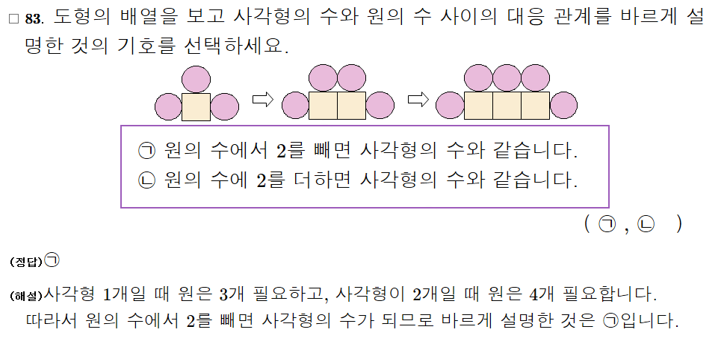 □ 83. 도형의 배열을 보고 사각형의 수와 원의 수 사이의 대응 관계를 바르게 설
명한 것의 기호를 선택하세요.
㉠ 원의 수에서 2를 빼면 사각형의 수와 같습니다.
㉡ 원의 수에 2를 더하면 사각형의 수와 같습니다.
( ㉠ , ㉡ )
(정답)㉠
(해설)사각형 1개일 때 원은 3개 필요하고, 사각형이 2개일 때 원은 4개 필요합니다.
따라서 원의 수에서 2를 빼면 사각형의 수가 되므로 바르게 설명한 것은 ㉠입니다.